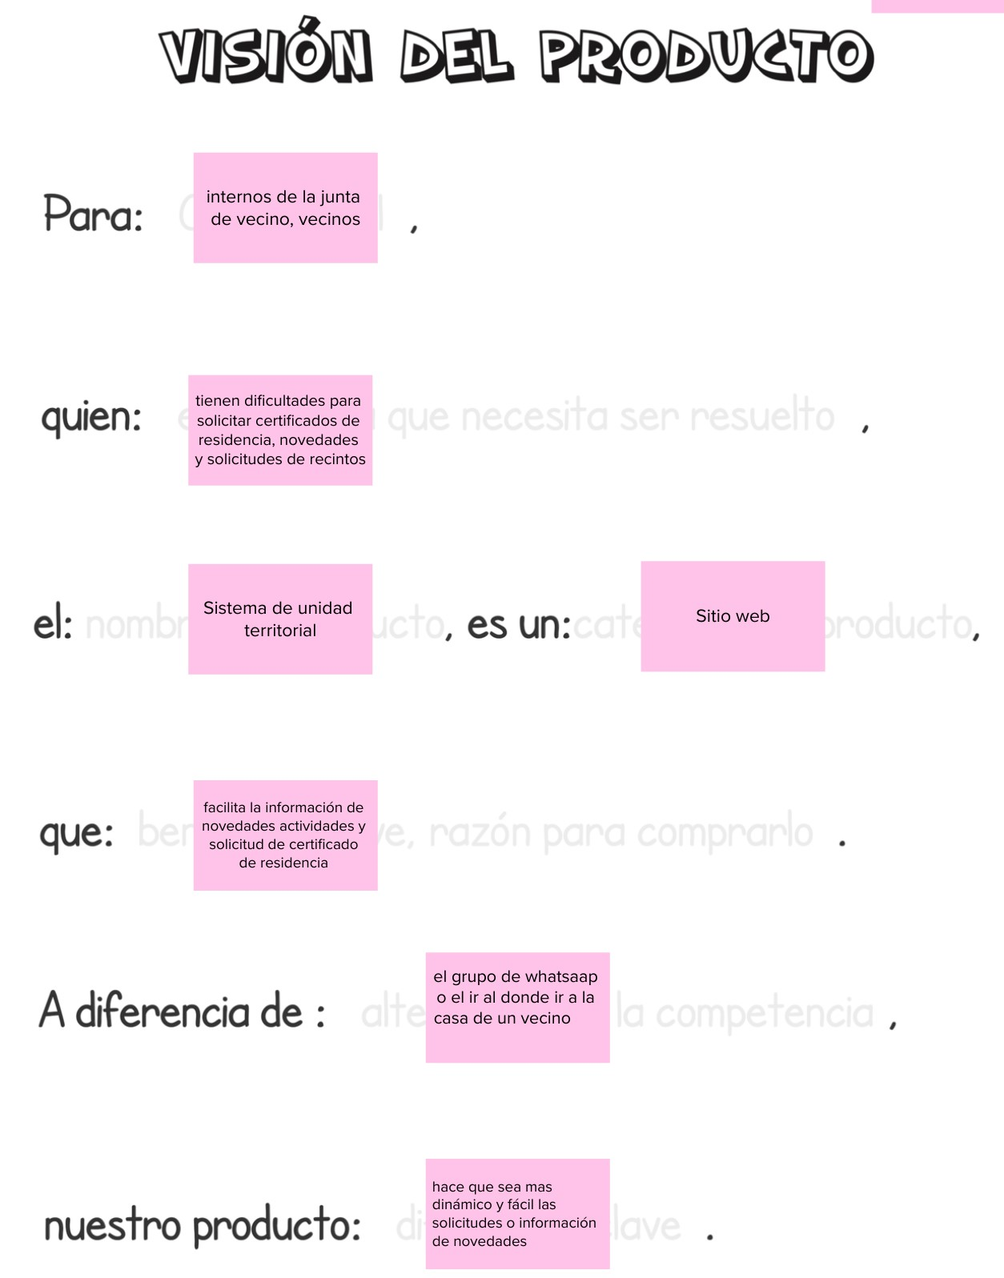 VISIÓN DEL PRODUCTO
Para:
internos de la junta
de vecino, vecinos
,
quien:
tienen dificultades para
solicitar certificados de
residencia, novedades
y solicitudes de recintos
que necesita ser resuelto ,
el:
Sistema de unidad
territorial
, es un:
Sitio web
,
que:
facilita la información de
novedades actividades y
solicitud de certificado
de residencia
razón para comprarlo .
A diferencia de :
el grupo de whatsaap
o el ir al donde ir a la
casa de un vecino
la competencia ,
nuestro producto:
hace que sea mas
dinámico y fácil las
solicitudes o información
de novedades
.